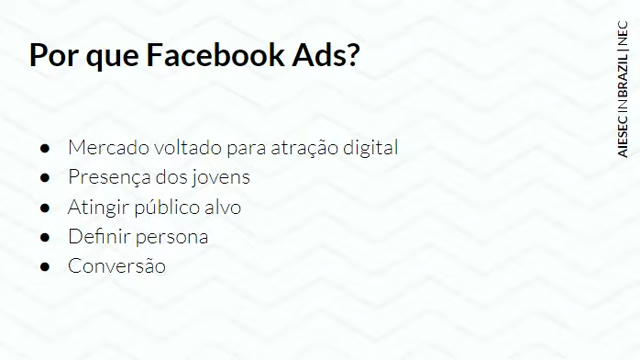 Por que Facebook Ads?
● Mercado voltado para atração digital
● Presença dos jovens
● Atingir público alvo
● Definir persona
● Conversão
AIESEC IN BRAZIL | NEC